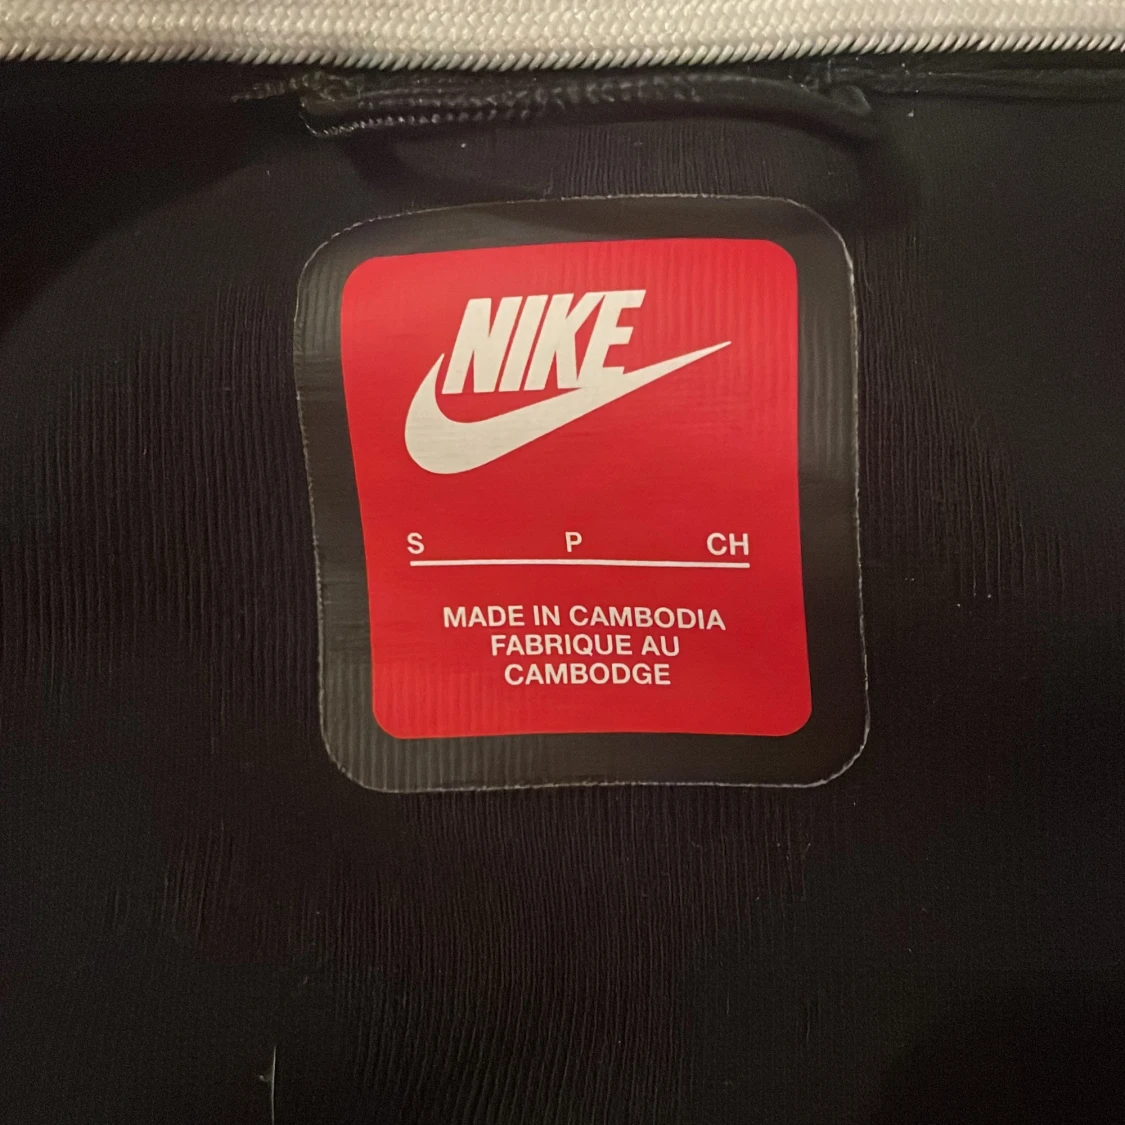 NIKE
S P CH
MADE IN CAMBODIA
FABRIQUE AU
CAMBODGE